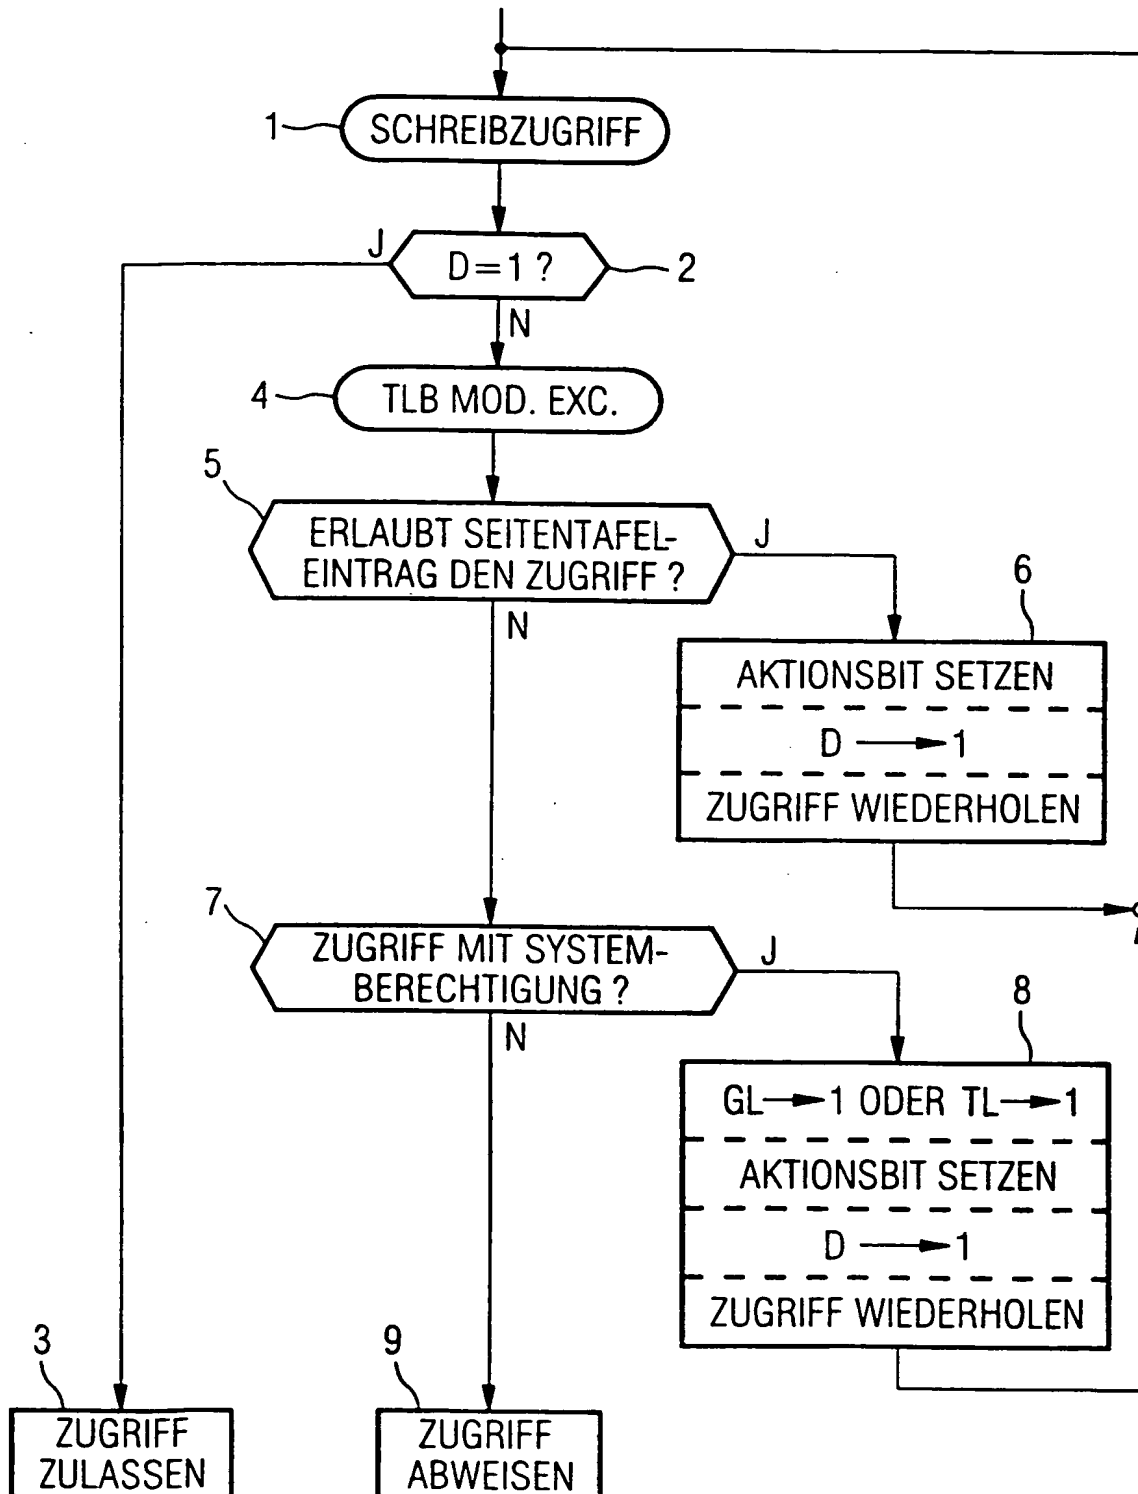 1
SCHREIBZUGRIFF
J
D=1 ?
2
N
4
TLB MOD. EXC.
5
ERLAUBT SEITENTAFEL-
EINTRAG DEN ZUGRIFF ?
J
N
6
AKTIONSBIT SETZEN
D → 1
ZUGRIFF WIEDERHOLEN
7
ZUGRIFF MIT SYSTEM-
BERECHTIGUNG ?
J
N
8
GL → 1 ODER TL → 1
AKTIONSBIT SETZEN
D → 1
ZUGRIFF WIEDERHOLEN
3
ZUGRIFF
ZULASSEN
9
ZUGRIFF
ABWEISEN